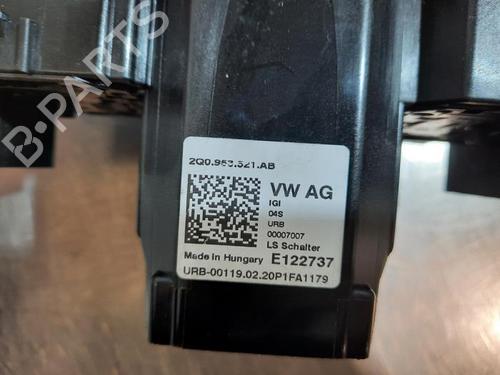 B-PARTS
2Q0.953.521.AB
VW AG
IGI
04S
URB
00007007
LS Schalter
Made in Hungary E122737
URB-00119.02.20P1FA1179